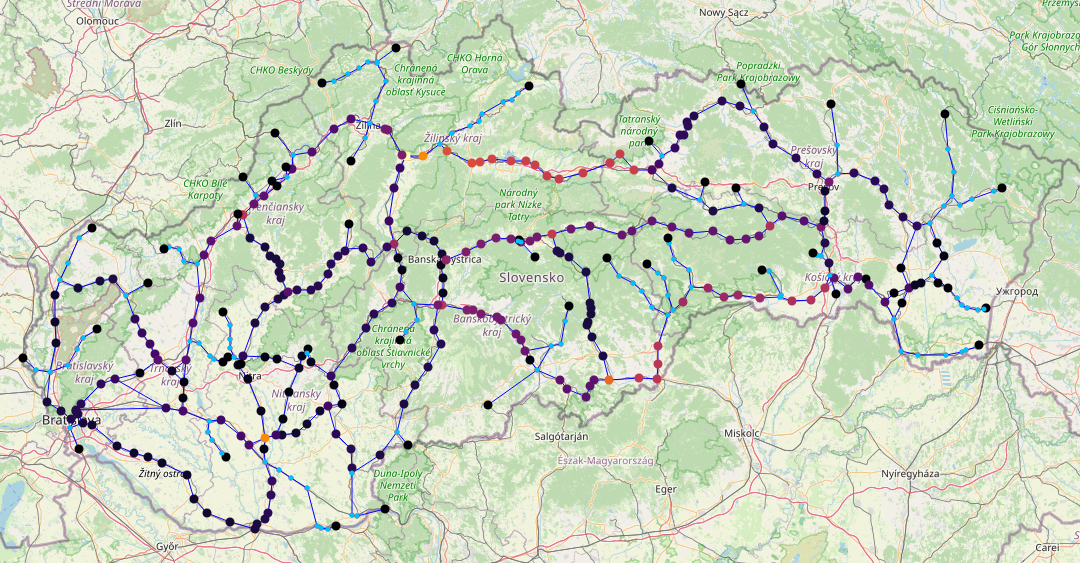 Střední Morava
Nowy Sącz
Olomouc
Park Krajobrazowy
Gór Słonnych
CHKO Horná
Orava
CHKO Beskydy
Chránená
krajinná
oblast Kysuce
Popradzki
Park Krajobrazowy
Ciśniańsko-
Wetliński
Park Krajobrazowy
Zlín
Žilina
Žilinský kraj
Tatranský
národný
park
Prešovský
kraj
Prešov
CHKO Bílé
Karpaty
Trenčiansky
kraj
Národný
park Nízke
Tatry
Banská Bystrica
Slovensko
Košický kraj
Ужгород
Banskobystrický
kraj
Chránená
krajinná
oblasť Štiavnické
vrchy
Bratislavský
kraj
Trnavský
kraj
Nitra
Nitriansky
kraj
Bratislava
Salgótarján
Miskolc
Észak-Magyarország
Žitný ostrov
Duna-Ipoly
Nemzeti
Park
Nyíregyháza
Eger
Győr
Carei